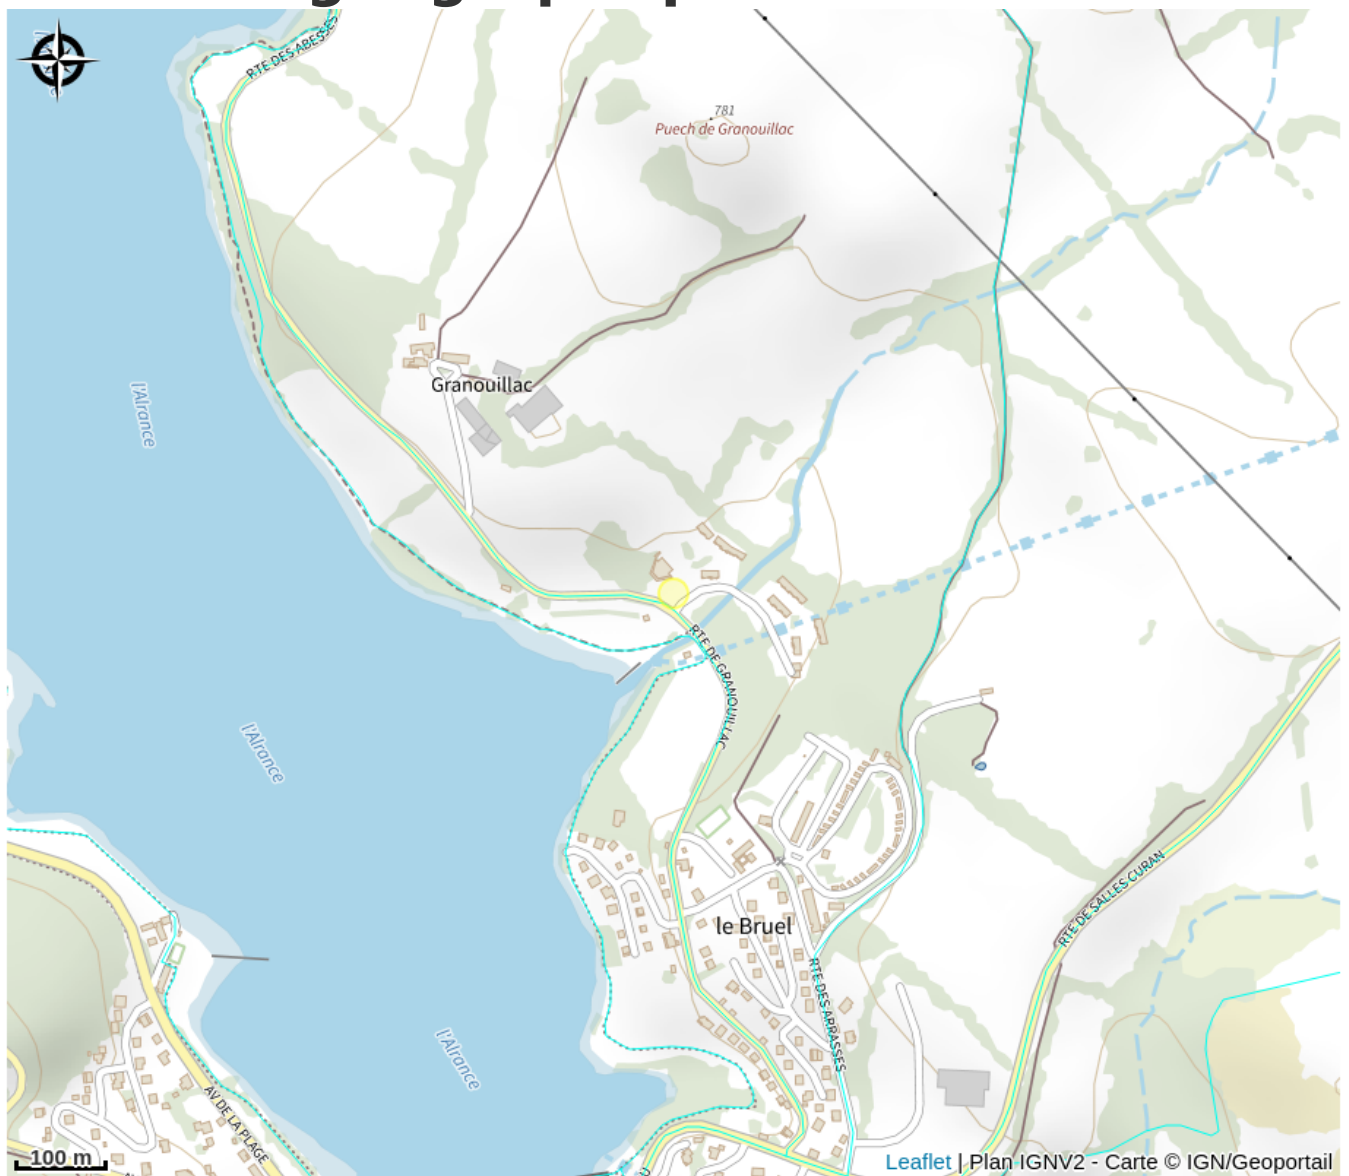 RTE DES ABESSES
781
Puech de Granouillac
Granouillac
l'Alrance
RTE DE GRANOUILLAC
l'Alrance
RTE DE SALLES CURAN
le Bruel
RTE DES ARRASSES
l'Alrance
AV DE LA PLAGE
100 m
Leaflet | Plan IGNV2 - Carte © IGN/Geoportail